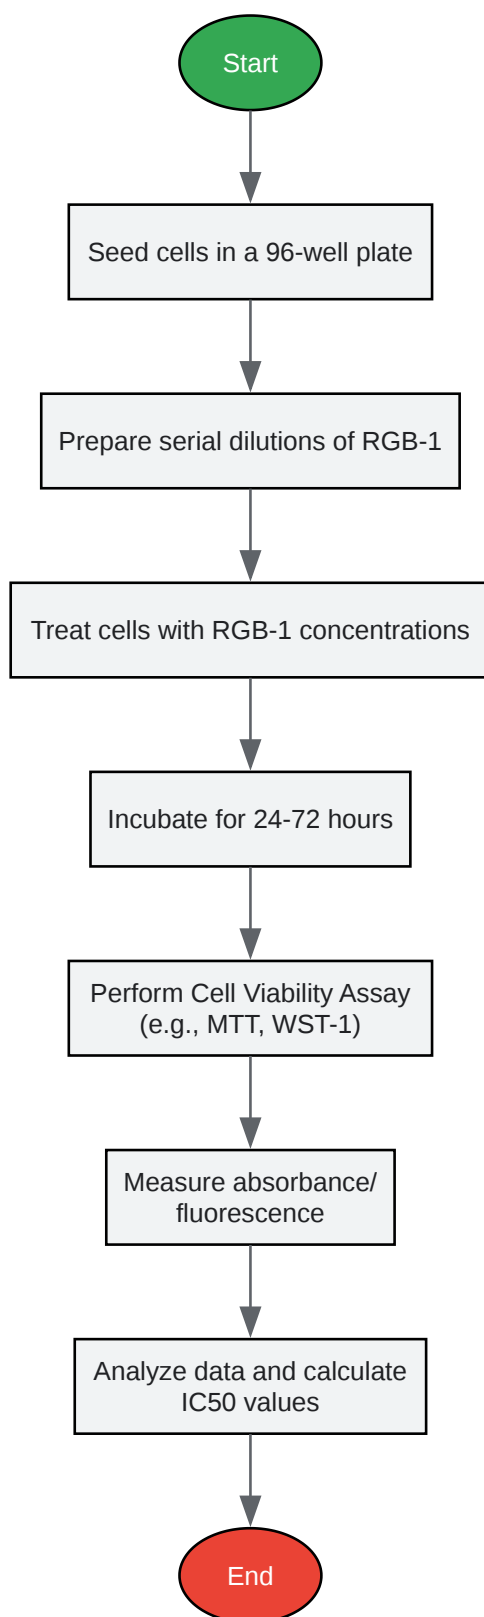 Start
Seed cells in a 96-well plate
Prepare serial dilutions of RGB-1
Treat cells with RGB-1 concentrations
Incubate for 24-72 hours
Perform Cell Viability Assay
(e.g., MTT, WST-1)
Measure absorbance/
fluorescence
Analyze data and calculate
IC50 values
End